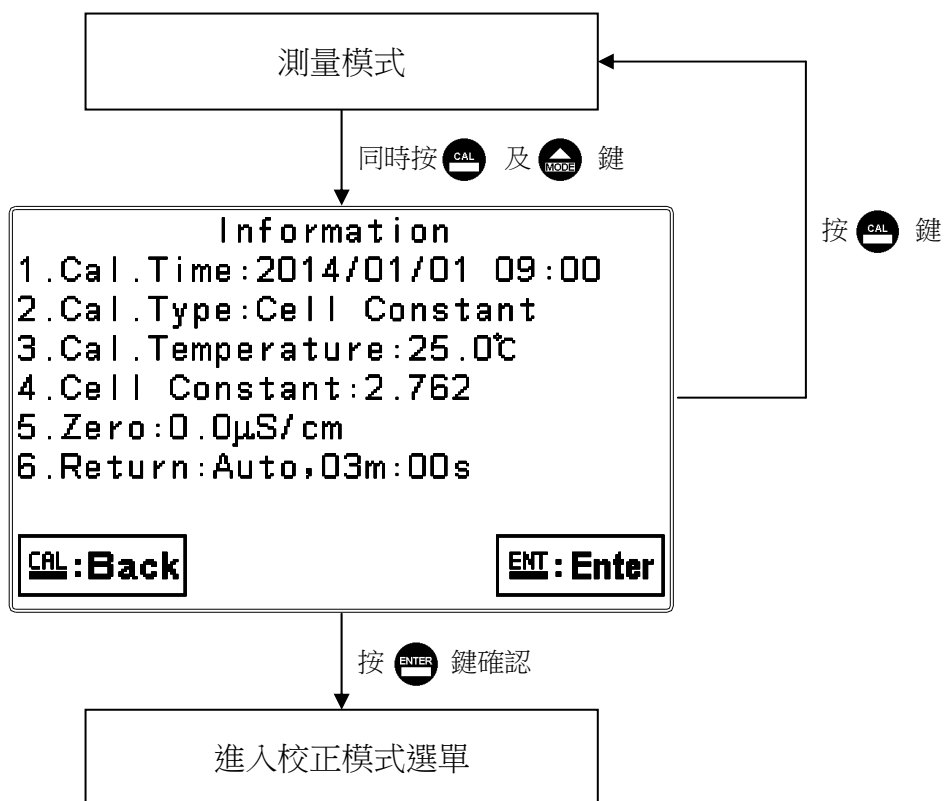 測量模式
同時按 CAL 及 MODE 鍵
按 CAL 鍵
Information
1.Cal.Time:2014/01/01 09:00
2.Cal.Type:Cell Constant
3.Cal.Temperature:25.0℃
4.Cell Constant:2.762
5.Zero:0.0μS/cm
6.Return:Auto,03m:00s
CAL:Back
ENT:Enter
按 ENTER 鍵確認
進入校正模式選單